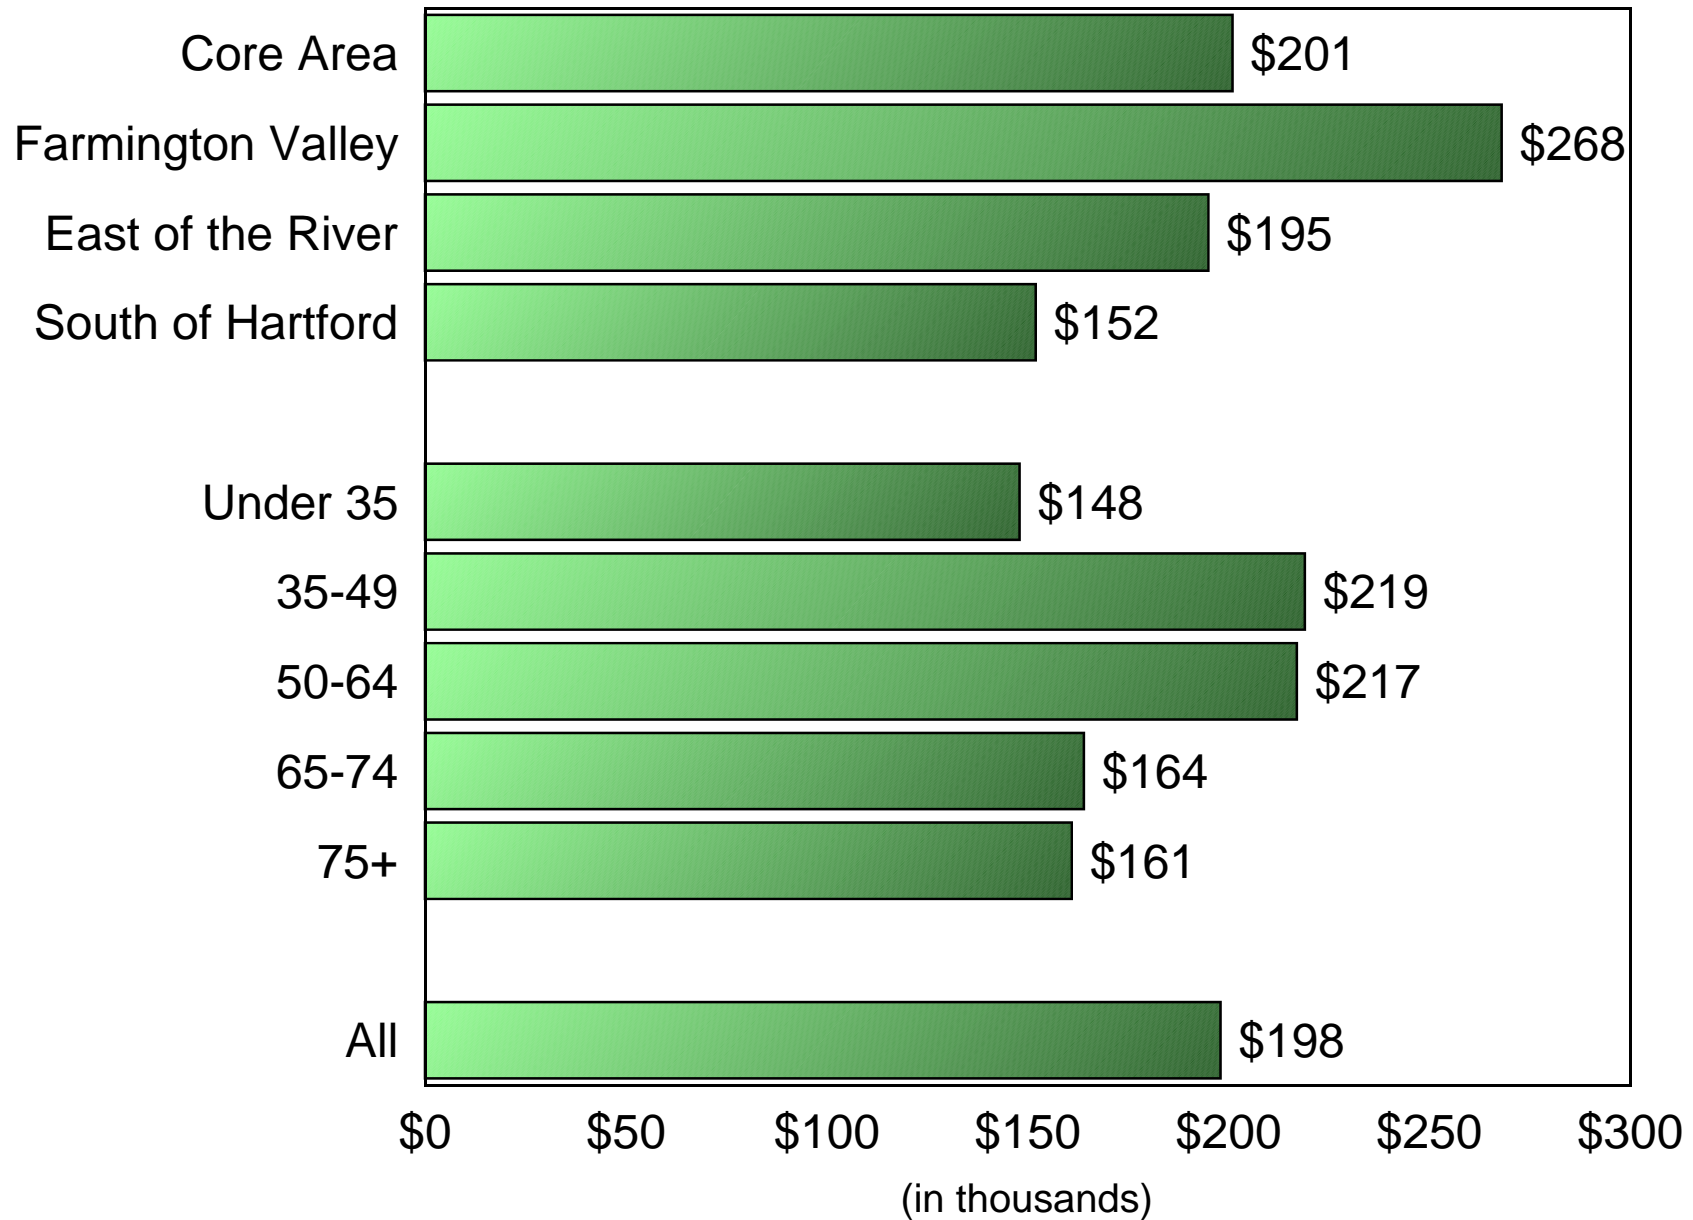 Core Area $201
Farmington Valley $268
East of the River $195
South of Hartford $152
Under 35 $148
35-49 $219
50-64 $217
65-74 $164
75+ $161
All $198
$0 $50 $100 $150 $200 $250 $300
(in thousands)